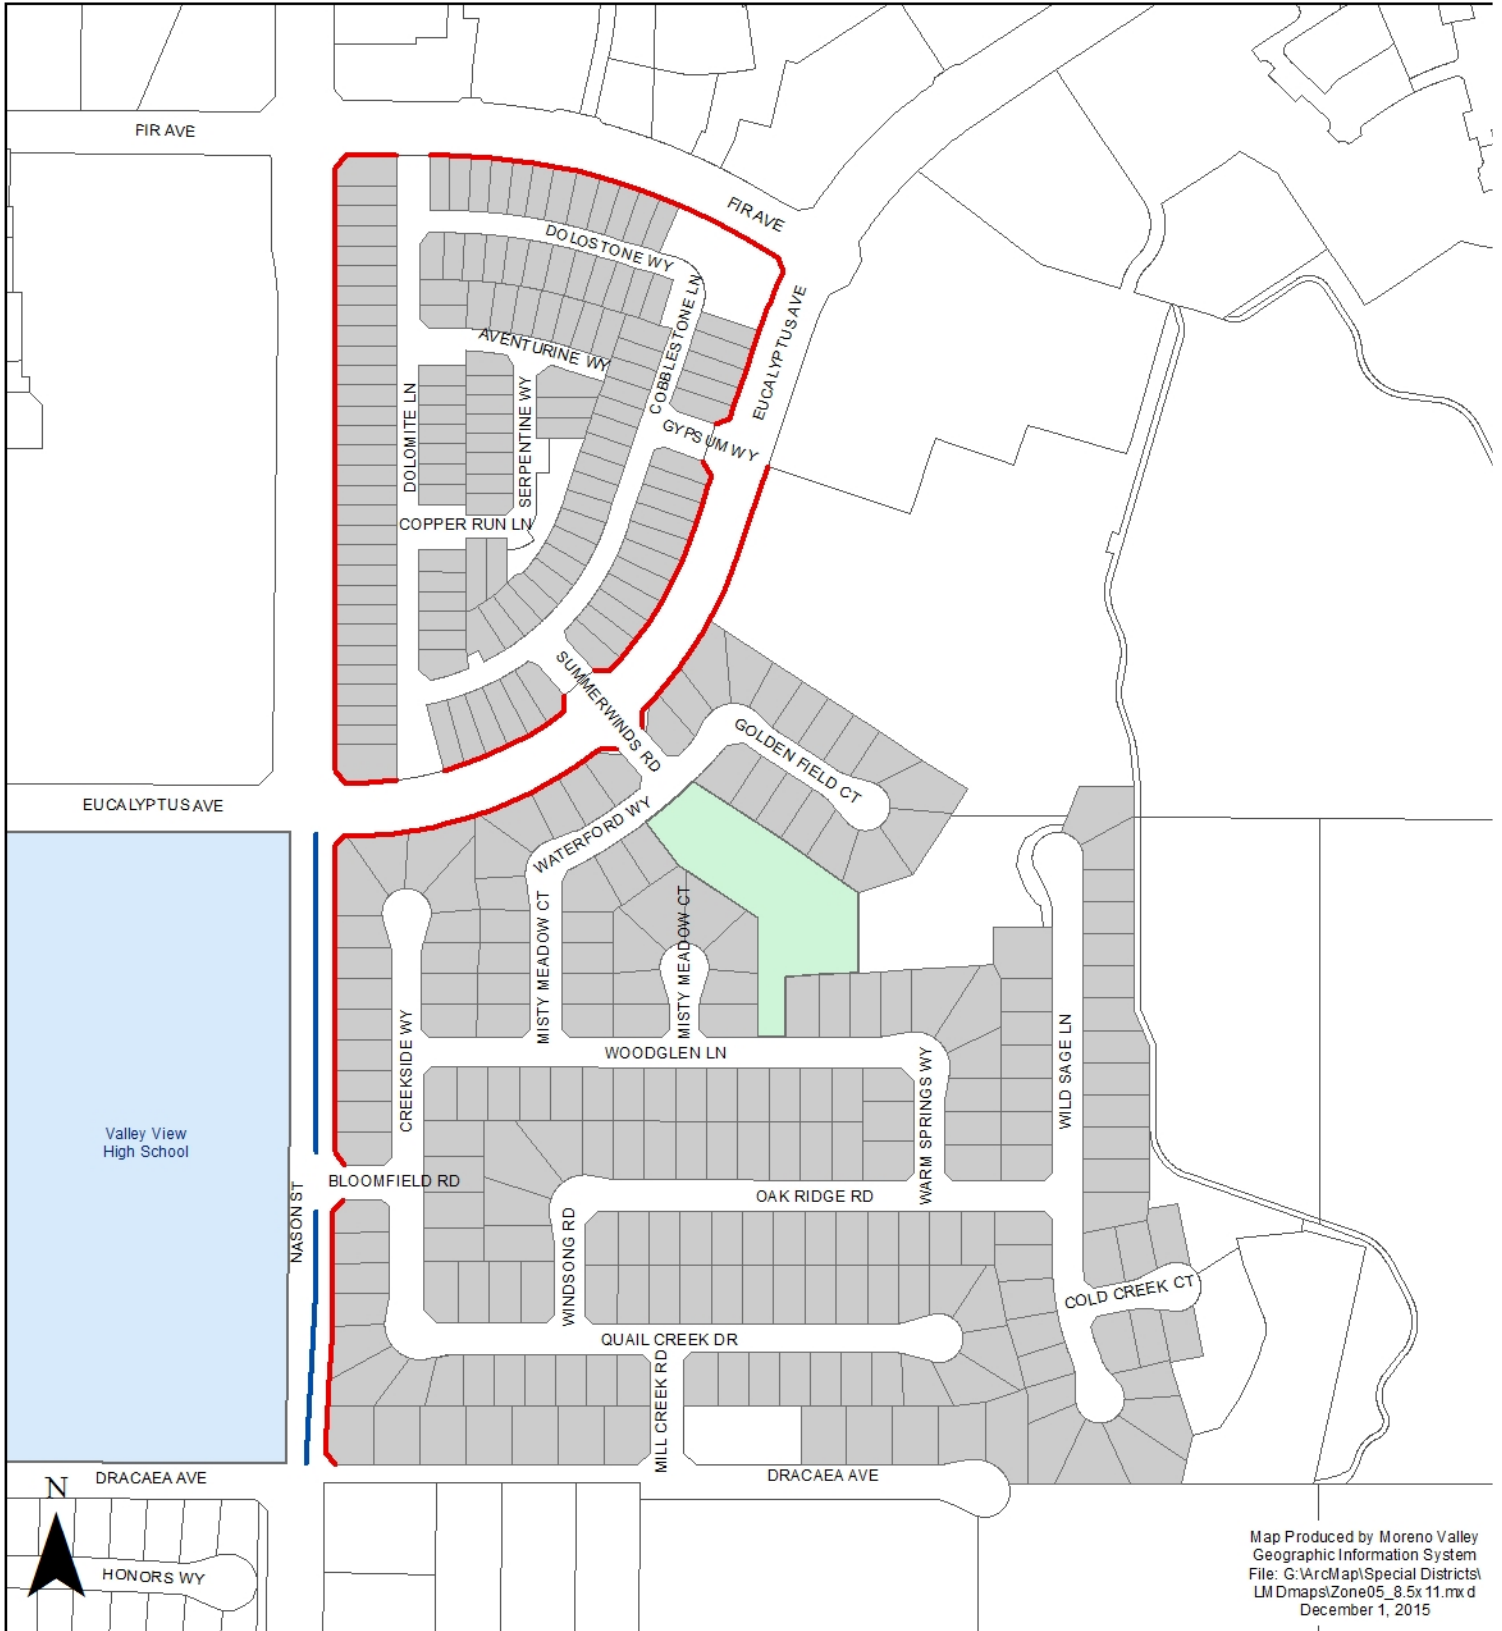 FIR AVE
FIR AVE
DOLOSTONE WY
COBBLESTONE LN
EUCALYPTUS AVE
AVENTURINE WY
DOLOMITE LN
SERPENTINE WY
GYPSUM WY
COPPER RUN LN
SUMMERWINDS RD
GOLDEN FIELD CT
EUCALYPTUS AVE
WATERFORD WY
MISTY MEADOW CT
MISTY MEADOW CT
CREEKSIDE WY
WOODGLEN LN
WARM SPRINGS WY
WILD SAGE LN
Valley View
High School
BLOOMFIELD RD
NASON ST
OAK RIDGE RD
WINDSONG RD
COLD CREEK CT
QUAIL CREEK DR
MILL CREEK RD
DRACAEA AVE
DRACAEA AVE
N
HONORS WY
Map Produced by Moreno Valley
Geographic Information System
File: G:\ArcMap\Special Districts\
LMDmaps\Zone05_8.5x11.mxd
December 1, 2015